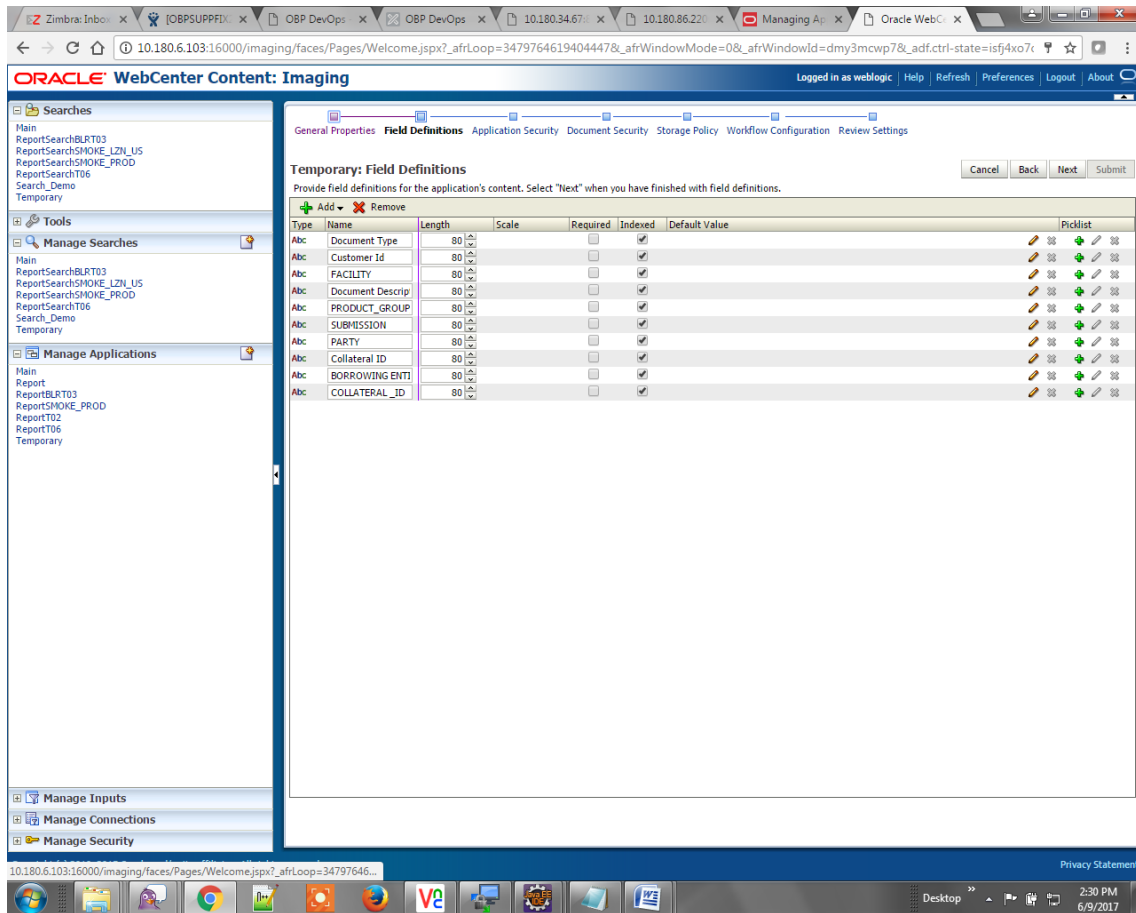 Zimbra: Inbo
[OBPSUPPFIX
OBP DevOps
OBP DevOps
10.180.34.67:
10.180.86.220
Managing Ap
Oracle WebC
10.180.6.103:16000/imaging/faces/Pages/Welcome.jspx?_afrLoop=34797646194044​47&_afrWindowMode=0&_afrWindowId=dmy3mcwp7&_adf.ctrl-state=isfj4xo7c
ORACLE WebCenter Content: Imaging
Logged in as weblogic Help Refresh Preferences Logout About
Searches
Main
ReportSearchBLRT03
ReportSearchSMOKE_LZN_US
ReportSearchSMOKE_PROD
ReportSearchT06
Search_Demo
Temporary
Tools
Manage Searches
Main
ReportSearchBLRT03
ReportSearchSMOKE_LZN_US
ReportSearchSMOKE_PROD
ReportSearchT06
Search_Demo
Temporary
Manage Applications
Main
Report
ReportBLRT03
ReportSMOKE_PROD
ReportT02
ReportT06
Temporary
Manage Inputs
Manage Connections
Manage Security
General Properties Field Definitions Application Security Document Security Storage Policy Workflow Configuration Review Settings
Temporary: Field Definitions
Cancel Back Next Submit
Provide field definitions for the application's content. Select "Next" when you have finished with field definitions.
Add Remove
Type Name Length Scale Required Indexed Default Value Picklist
Abc Document Type 80
Abc Customer Id 80
Abc FACILITY 80
Abc Document Descrip 80
Abc PRODUCT_GROUP 80
Abc SUBMISSION 80
Abc PARTY 80
Abc Collateral ID 80
Abc BORROWING ENTI 80
Abc COLLATERAL _ID 80
Privacy Statement
10.180.6.103:16000/imaging/faces/Pages/Welcome.jspx?_afrLoop=34797646...
Desktop
2:30 PM
6/9/2017